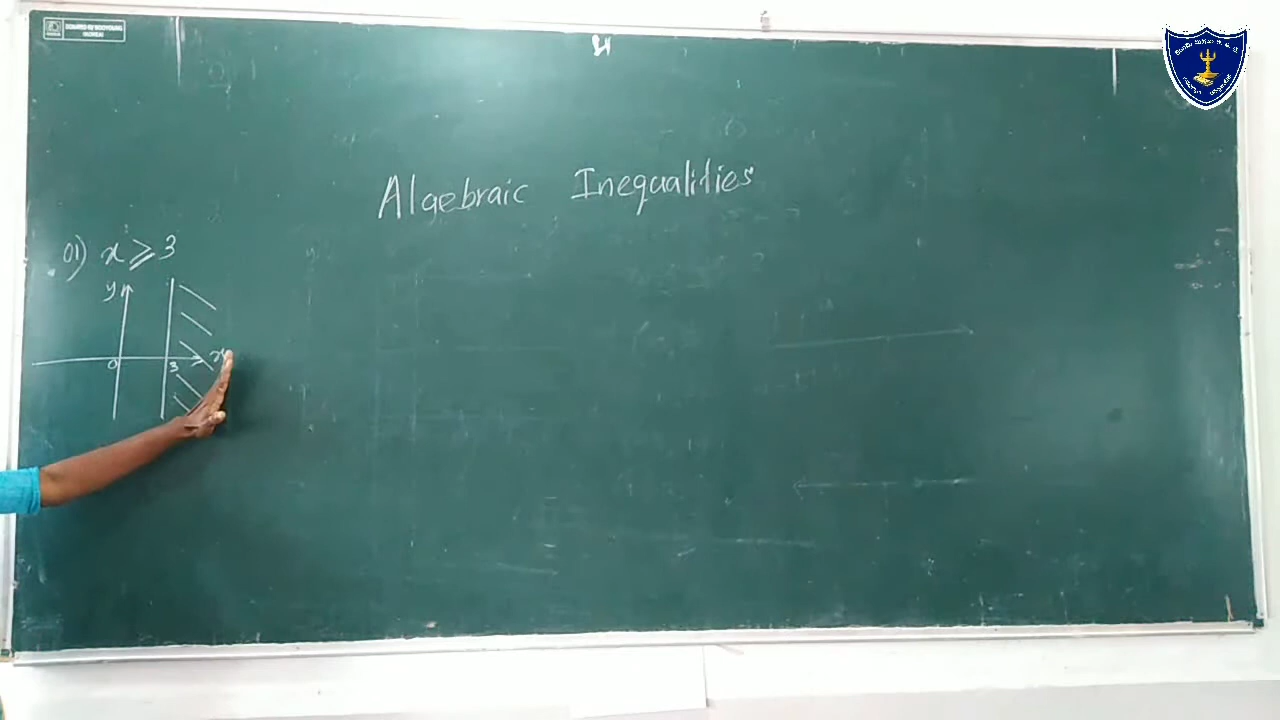 Algebraic Inequalities
01) x ≥ 3
y
0 3 x